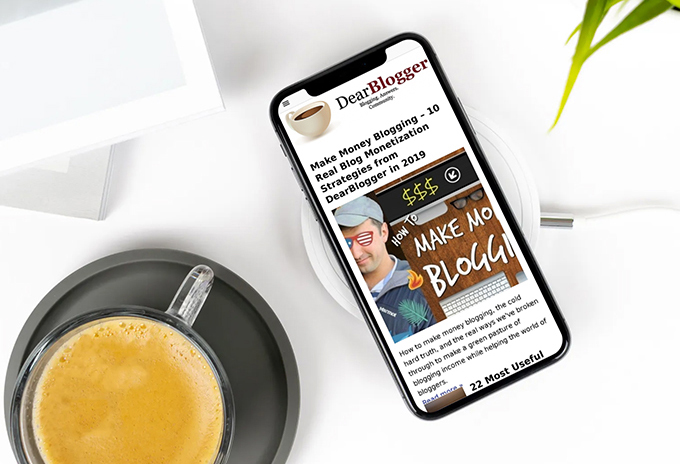 DearBlogger
Blogging. Answers.
Community.
Make Money Blogging – 10
Real Blog Monetization
Strategies from
DearBlogger in 2019
$$$
HOW TO
MAKE MO
BLOGGI
How to make money blogging, the cold
hard truth, and the real ways we've broken
through to make a green pasture of
blogging income while helping the world of
bloggers.
Read more »
22 Most Useful